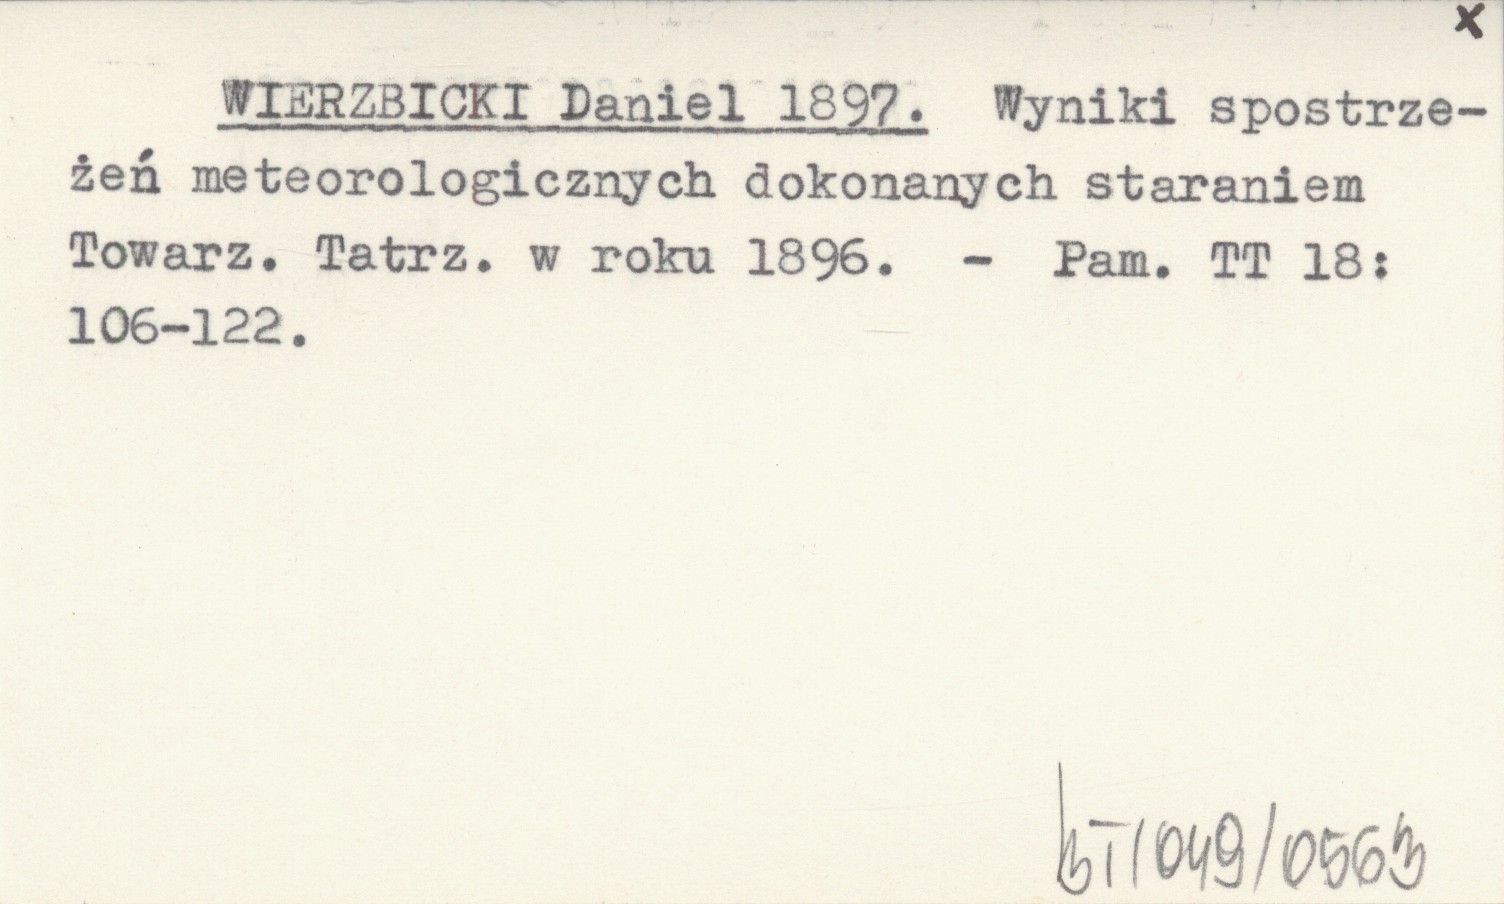 x
WIERZBICKI Daniel 1897. Wyniki spostrze-
żeń meteorologicznych dokonanych staraniem
Towarz. Tatrz. w roku 1896. - Pam. TT 18:
106-122.
BT/049/0563